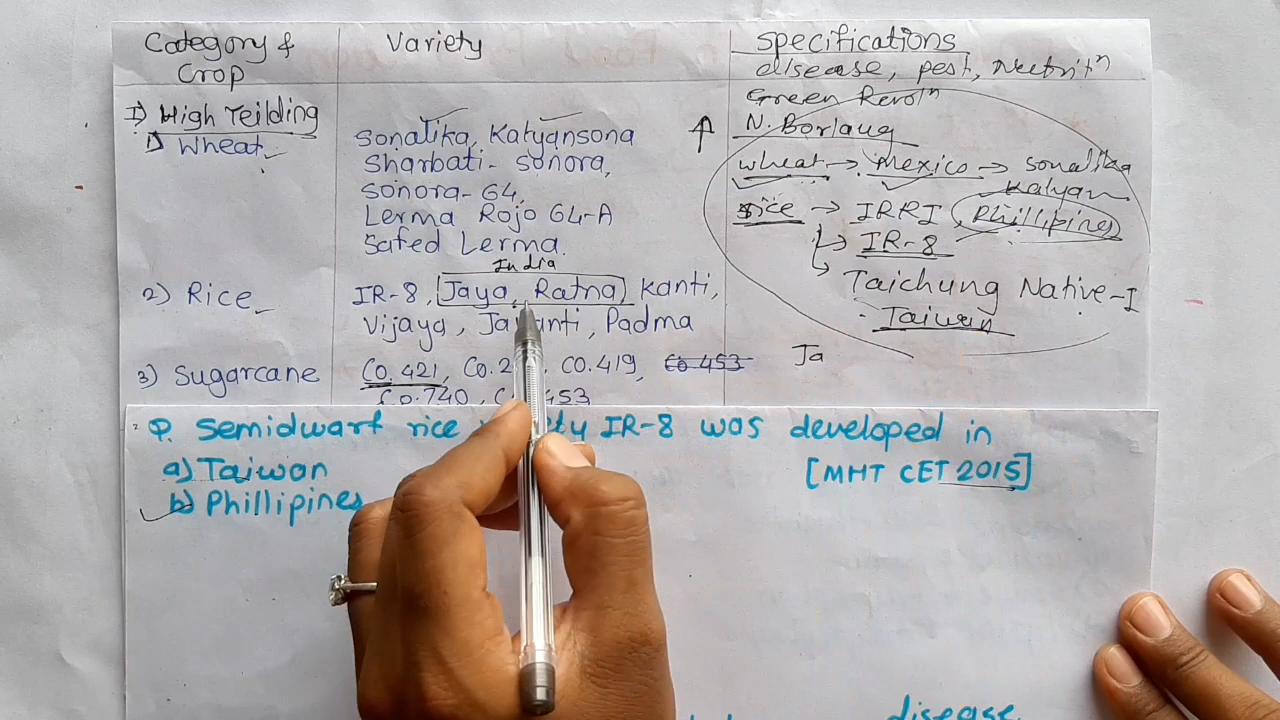 Category & Crop
Variety
Specifications
disease, pest, Neutritⁿ
I) High Yeilding
Green Revolⁿ
1) Wheat
Sonalika, Kalyansona
Sharbati- Sonora,
Sonora-64,
Lerma Rojo 64-A
Safed Lerma.
N. Borlaug
wheat → Mexico → Sonalika
Kalyan
rice → IRRI, Phillipines
IR-8
Taichung Native-I
Taiwan
India
2) Rice
IR-8, Jaya, Ratna, Kanti,
Vijaya, Jayanti, Padma
3) Sugarcane
Co.421, Co.419, Co 453
Co.740, 453
Ja
Q. Semidwarf rice IR-8 was developed in
a) Taiwan
[MHT CET 2015]
b) Phillipines
disease